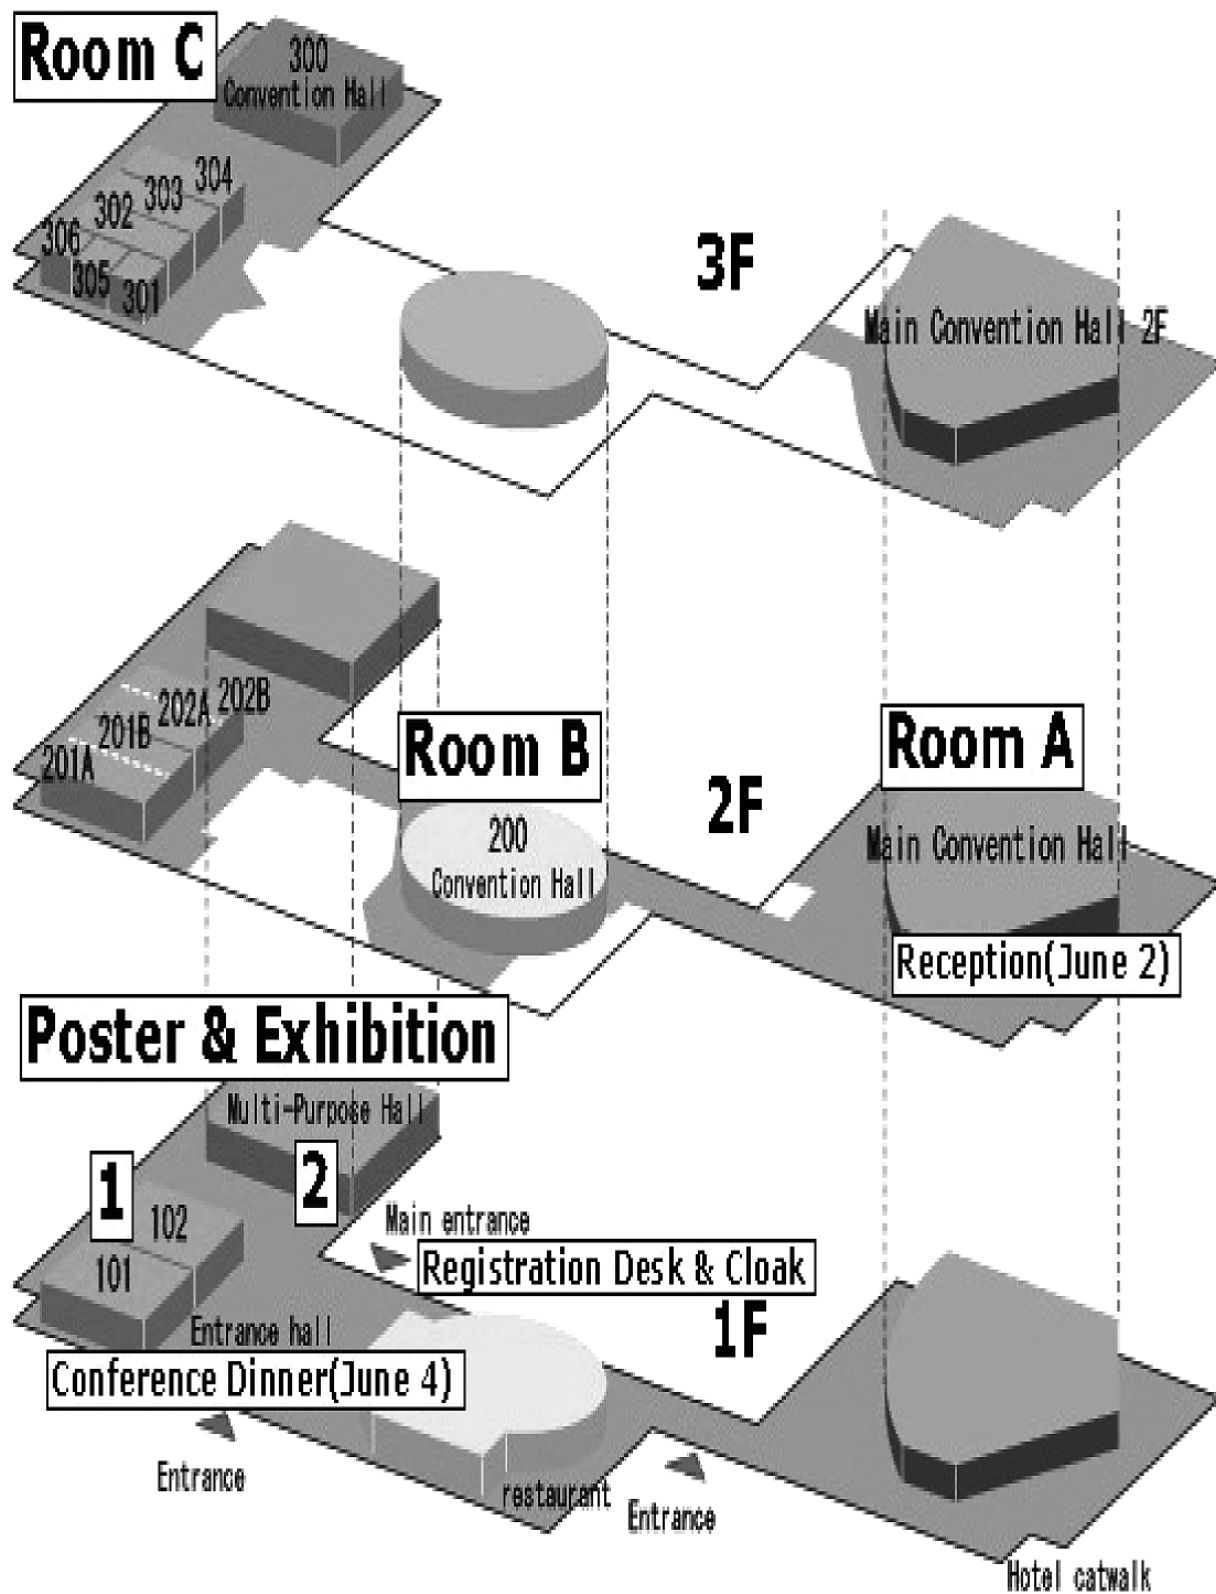 Room C
300
Convention Hall
304
303
302
306
305
301
3F
Main Convention Hall 2F
202B
202A
201B
201A
Room B
Room A
2F
200
Convention Hall
Main Convention Hall
Reception(June 2)
Poster & Exhibition
Multi-Purpose Hall
1
2
102
101
Main entrance
Registration Desk & Cloak
1F
Entrance hall
Conference Dinner(June 4)
Entrance
restaurant
Entrance
Hotel catwalk